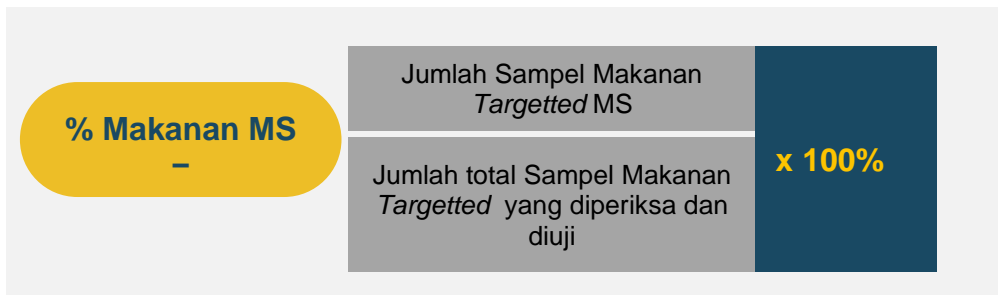 % Makanan MS
–
Jumlah Sampel Makanan
Targetted MS
Jumlah total Sampel Makanan
Targetted yang diperiksa dan
diuji
x 100%